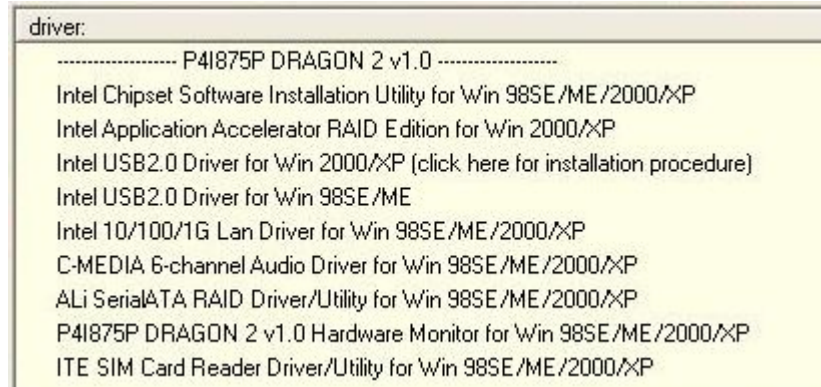 driver:
-------------------- P4I875P DRAGON 2 v1.0 --------------------
Intel Chipset Software Installation Utility for Win 98SE/ME/2000/XP
Intel Application Accelerator RAID Edition for Win 2000/XP
Intel USB2.0 Driver for Win 2000/XP (click here for installation procedure)
Intel USB2.0 Driver for Win 98SE/ME
Intel 10/100/1G Lan Driver for Win 98SE/ME/2000/XP
C-MEDIA 6-channel Audio Driver for Win 98SE/ME/2000/XP
ALi SerialATA RAID Driver/Utility for Win 98SE/ME/2000/XP
P4I875P DRAGON 2 v1.0 Hardware Monitor for Win 98SE/ME/2000/XP
ITE SIM Card Reader Driver/Utility for Win 98SE/ME/2000/XP